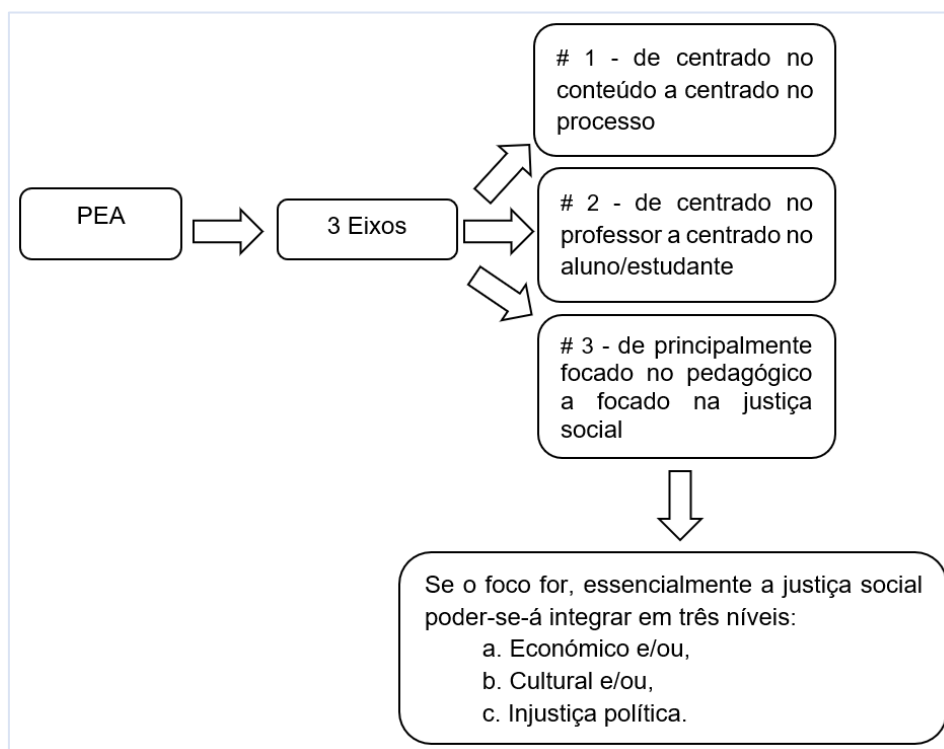 PEA
3 Eixos
# 1 - de centrado no
conteúdo a centrado no
processo
# 2 - de centrado no
professor a centrado no
aluno/estudante
# 3 - de principalmente
focado no pedagógico
a focado na justiça
social
Se o foco for, essencialmente a justiça social
poder-se-á integrar em três níveis:
a. Económico e/ou,
b. Cultural e/ou,
c. Injustiça política.